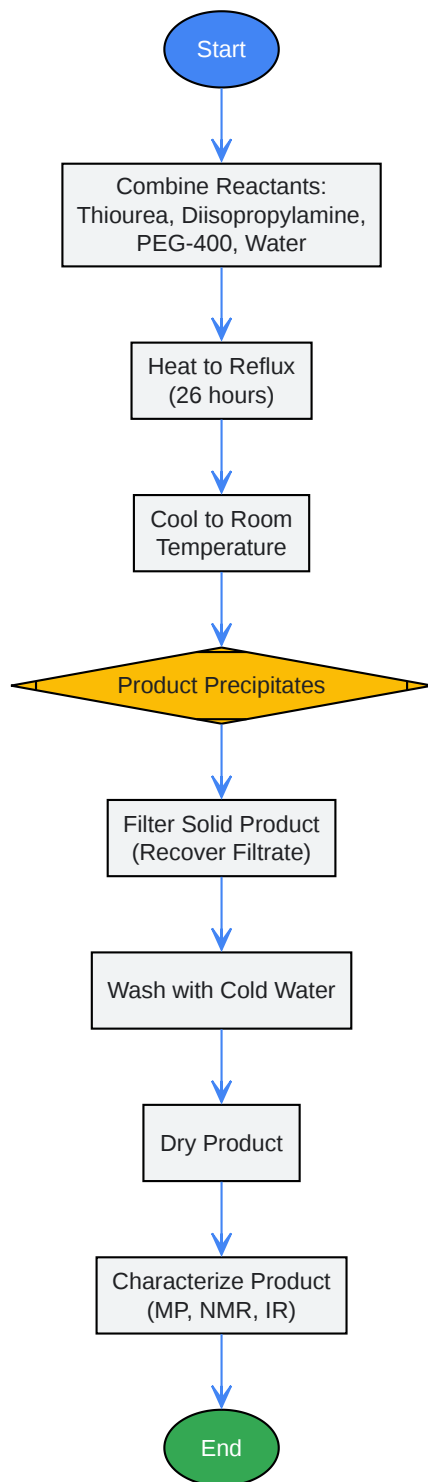 Start
Combine Reactants:
Thiourea, Diisopropylamine,
PEG-400, Water
Heat to Reflux
(26 hours)
Cool to Room
Temperature
Product Precipitates
Filter Solid Product
(Recover Filtrate)
Wash with Cold Water
Dry Product
Characterize Product
(MP, NMR, IR)
End